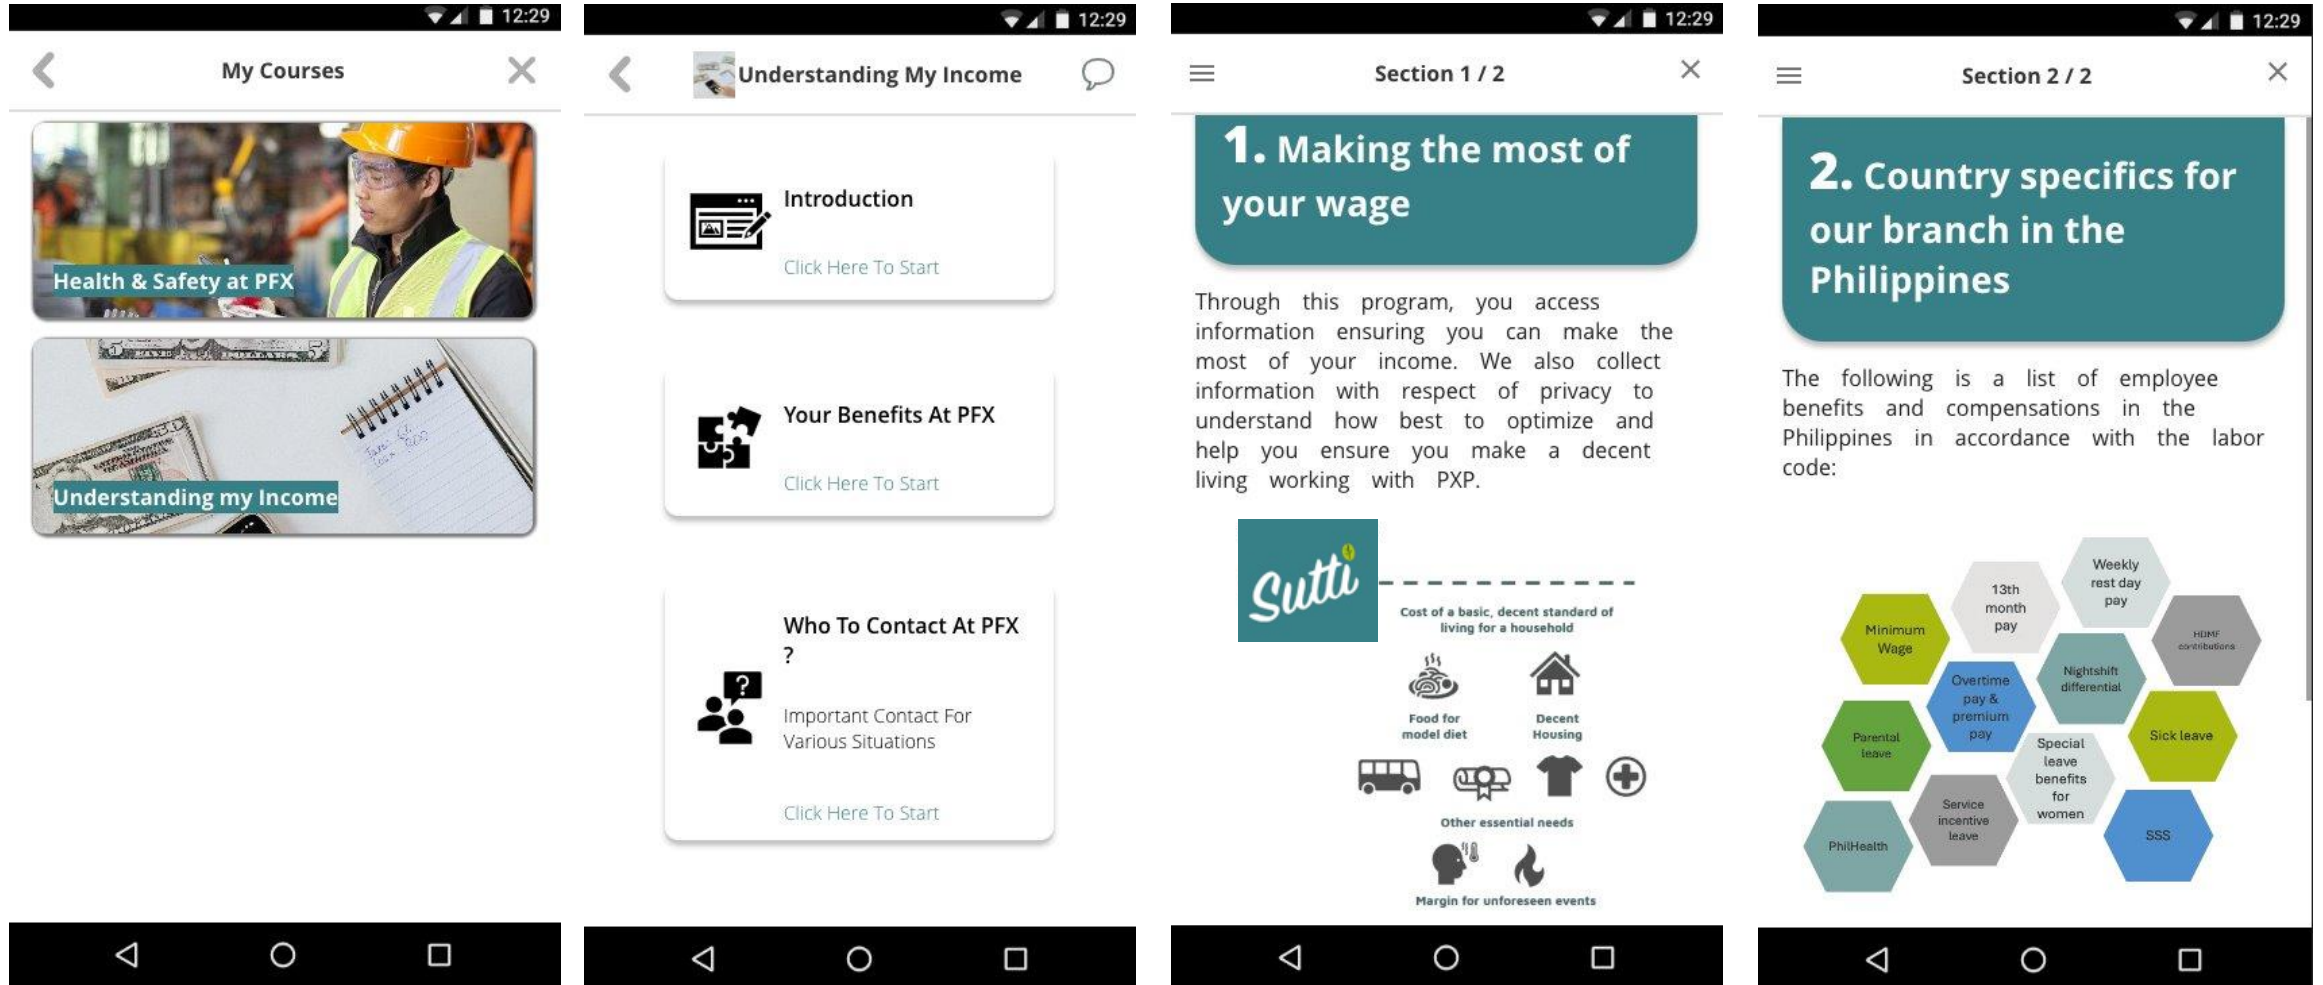 12:29
My Courses
Health & Safety at PFX
Understanding my Income
12:29
Understanding My Income
Introduction
Click Here To Start
Your Benefits At PFX
Click Here To Start
Who To Contact At PFX
?
Important Contact For
Various Situations
Click Here To Start
12:29
Section 1 / 2
1. Making the most of
your wage
Through this program, you access
information ensuring you can make the
most of your income. We also collect
information with respect of privacy to
understand how best to optimize and
help you ensure you make a decent
living working with PXP.
Sutti
Cost of a basic, decent standard of
living for a household
Food for
model diet
Decent
Housing
Other essential needs
Margin for unforeseen events
12:29
Section 2 / 2
2. Country specifics for
our branch in the
Philippines
The following is a list of employee
benefits and compensations in the
Philippines in accordance with the labor
code:
Weekly
rest day
pay
13th
month
pay
Minimum
Wage
HDMF
contributions
Nightshift
differential
Overtime
pay &
premium
pay
Parental
leave
Sick leave
Special
leave
benefits
for
women
Service
incentive
leave
SSS
PhilHealth